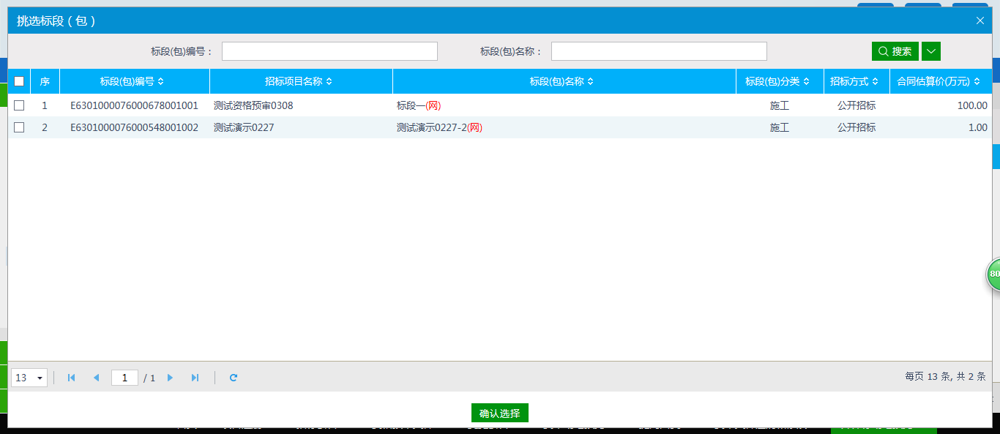 挑选标段（包）
标段(包)编号： 标段(包)名称： 搜索
序 标段(包)编号 招标项目名称 标段(包)名称 标段(包)分类 招标方式 合同估算价(万元)
1 E6301000076000678001001 测试资格预审0308 标段一(网) 施工 公开招标 100.00
2 E6301000076000548001002 测试演示0227 测试演示0227-2(网) 施工 公开招标 1.00
80
13 1 / 1 每页 13 条, 共 2 条
确认选择